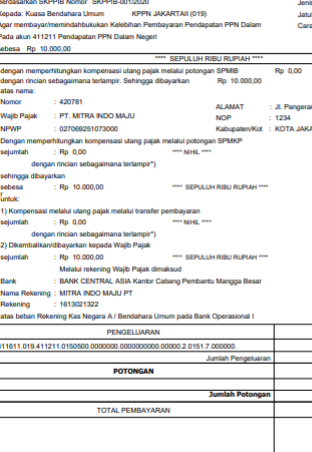 Berdasarkan SKPPIB Nomor SKPPIB-001/2020 Jenis
Kepada: Kuasa Bendahara Umum KPPN JAKARTAII (019) Jatu
Agar membayar/memindahbukukan Kelebihan Pembayaran Pendapatan PPN Dalam Cara
Pada akun 411211 Pendapatan PPN Dalam Negeri
sebesa Rp 10.000,00
**** SEPULUH RIBU RUPIAH ****
dengan memperhitungkan kompensasi utang pajak melalui potongan SPMIB Rp 0,00
dengan rincian sebagaimana terlampir. Sehingga dibayarkan Rp 10.000,00
atas nama:
Nomor : 420781
ALAMAT : Jl. Pangeran
Wajib Pajak : PT. MITRA INDO MAJU
NOP : 1234
NPWP : 027069251073000 Kabupaten/Kot : KOTA JAKA
Dengan memperhitungkan kompensasi utang pajak melalui potongan SPMKP
sejumlah : Rp 0,00 **** NIHIL ****
dengan rincian sebagaimana terlampir*)
sehingga dibayarkan
sebesa : Rp 10.000,00 **** SEPULUH RIBU RUPIAH ****
r
untuk:
1) Kompensasi melalui utang pajak melalui transfer pembayaran
sejumlah : Rp 0,00 **** NIHIL ****
dengan rincian sebagaimana terlampir*)
2) Dikembalikan/dibayarkan kepada Wajib Pajak
sejumlah : Rp 10.000,00 **** SEPULUH RIBU RUPIAH ****
Melalui rekening Wajib Pajak dimaksud
Bank : BANK CENTRAL ASIA Kantor Cabang Pembantu Mangga Besar
Nama Rekening : MITRA INDO MAJU PT
Rekening : 1613021322
atas beban Rekening Kas Negara A / Bendahara Umum pada Bank Operasional I
PENGELUARAN
411611.019.411211.0150500.0000000.0000000000.00000.2.0151.7.000000.
Jumlah Pengeluaran
POTONGAN
Jumlah Potongan
TOTAL PEMBAYARAN